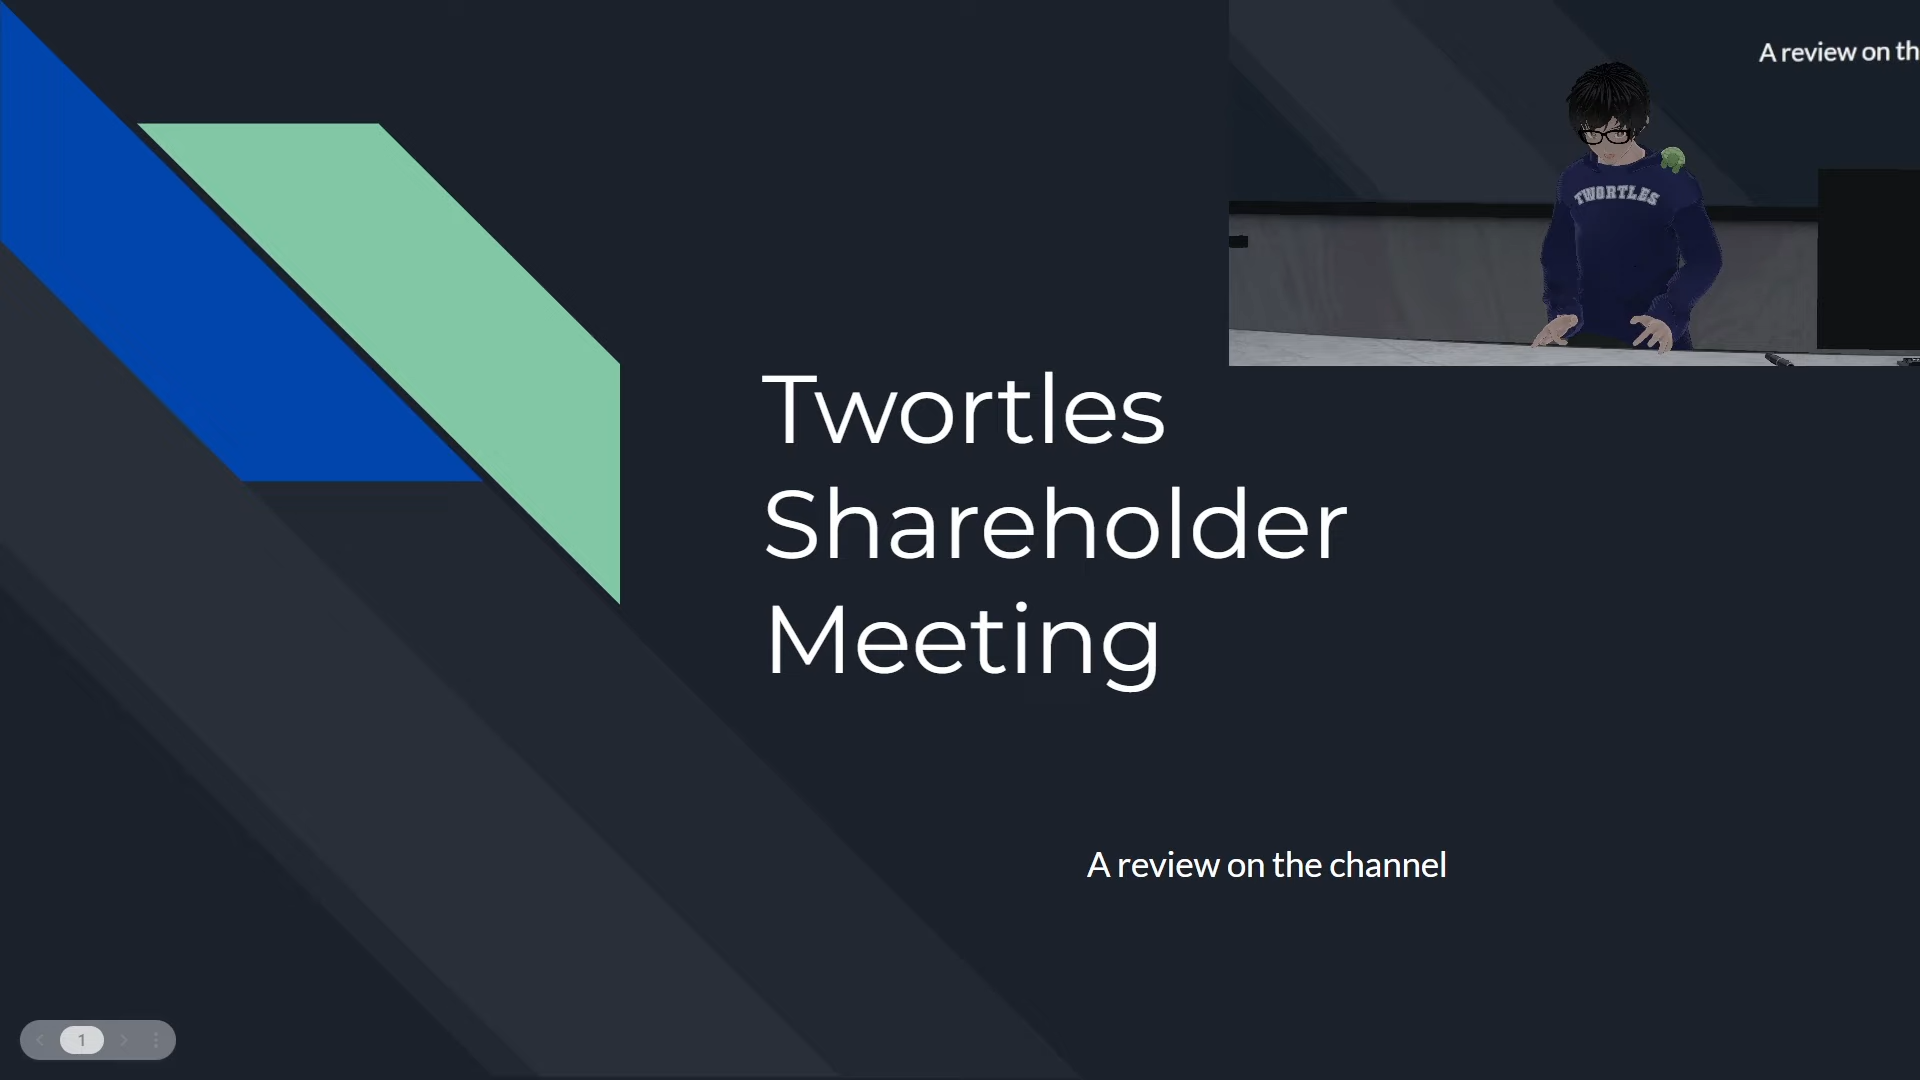 A review on th
TWORTLES
Twortles
Shareholder
Meeting
A review on the channel
1